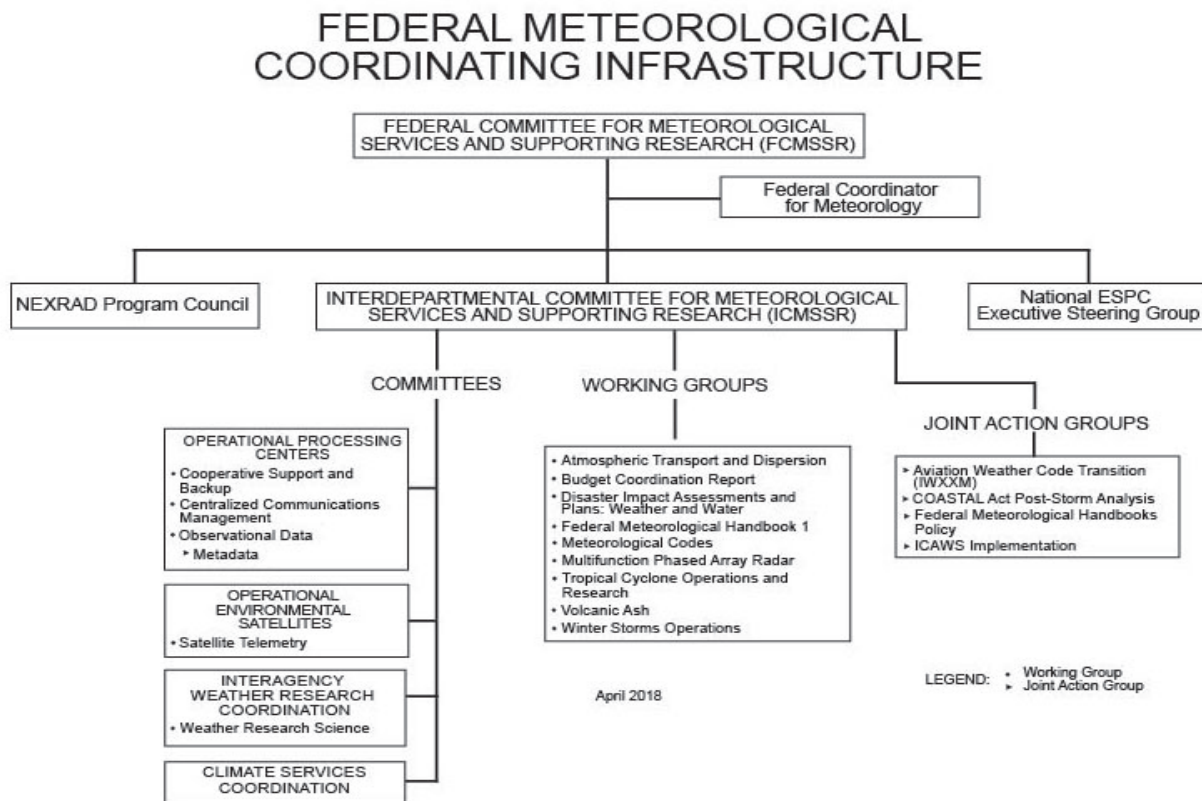 FEDERAL METEOROLOGICAL
COORDINATING INFRASTRUCTURE
FEDERAL COMMITTEE FOR METEOROLOGICAL
SERVICES AND SUPPORTING RESEARCH (FCMSSR)
Federal Coordinator
for Meteorology
NEXRAD Program Council
INTERDEPARTMENTAL COMMITTEE FOR METEOROLOGICAL
SERVICES AND SUPPORTING RESEARCH (ICMSSR)
National ESPC
Executive Steering Group
COMMITTEES
OPERATIONAL PROCESSING
CENTERS
• Cooperative Support and
Backup
• Centralized Communications
Management
• Observational Data
► Metadata
OPERATIONAL
ENVIRONMENTAL
SATELLITES
• Satellite Telemetry
INTERAGENCY
WEATHER RESEARCH
COORDINATION
• Weather Research Science
CLIMATE SERVICES
COORDINATION
WORKING GROUPS
• Atmospheric Transport and Dispersion
• Budget Coordination Report
• Disaster Impact Assessments and
Plans: Weather and Water
• Federal Meteorological Handbook 1
• Meteorological Codes
• Multifunction Phased Array Radar
• Tropical Cyclone Operations and
Research
• Volcanic Ash
• Winter Storms Operations
JOINT ACTION GROUPS
► Aviation Weather Code Transition
(IWXXM)
► COASTAL Act Post-Storm Analysis
► Federal Meteorological Handbooks
Policy
► ICAWS Implementation
April 2018
LEGEND: • Working Group
► Joint Action Group